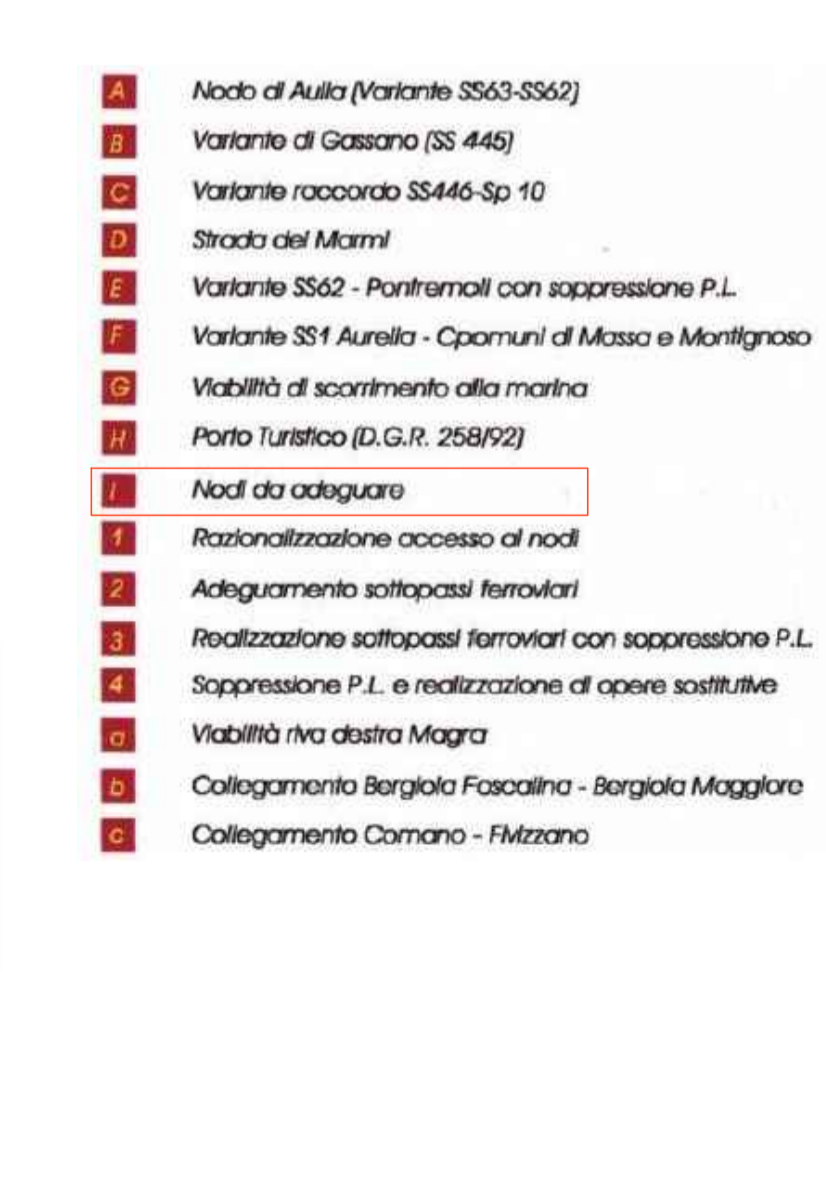 A Nodo di Aulla (Variante SS63-SS62)
B Variante di Gassano (SS 445)
C Variante raccordo SS446-Sp 10
D Strada dei Marmi
E Variante SS62 - Pontremoli con soppressione P.L.
F Variante SS1 Aurelia - Cpomuni di Massa e Montignoso
G Viabilità di scorrimento alla marina
H Porto Turistico (D.G.R. 258/92)
I Nodi da adeguare
1 Razionalizzazione accesso ai nodi
2 Adeguamento sottopassi ferroviari
3 Realizzazione sottopassi ferroviari con soppressione P.L.
4 Soppressione P.L. e realizzazione di opere sostitutive
a Viabilità riva destra Magra
b Collegamento Bergiola Foscalina - Bergiola Maggiore
c Collegamento Comano - Fivizzano